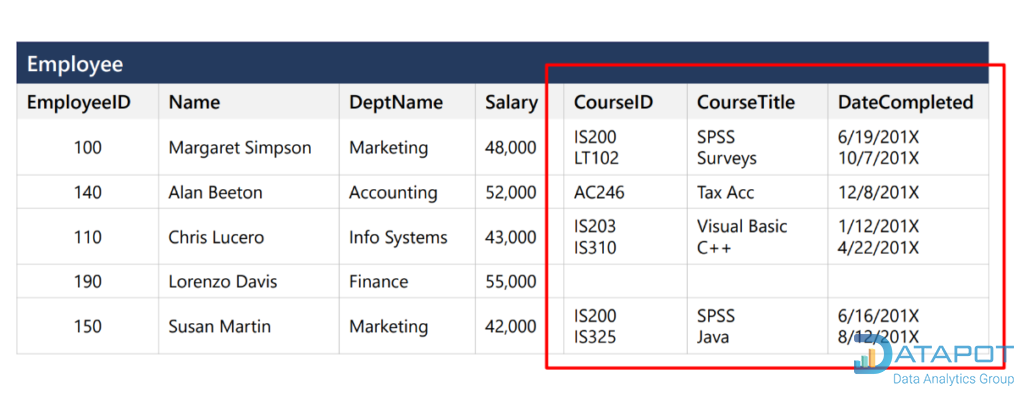 Employee
EmployeeID Name DeptName Salary CourseID CourseTitle DateCompleted
100 Margaret Simpson Marketing 48,000 IS200 SPSS 6/19/201X
LT102 Surveys 10/7/201X
140 Alan Beeton Accounting 52,000 AC246 Tax Acc 12/8/201X
110 Chris Lucero Info Systems 43,000 IS203 Visual Basic 1/12/201X
IS310 C++ 4/22/201X
190 Lorenzo Davis Finance 55,000
150 Susan Martin Marketing 42,000 IS200 SPSS 6/16/201X
IS325 Java 8/12/201X
DATAPOT
Data Analytics Group